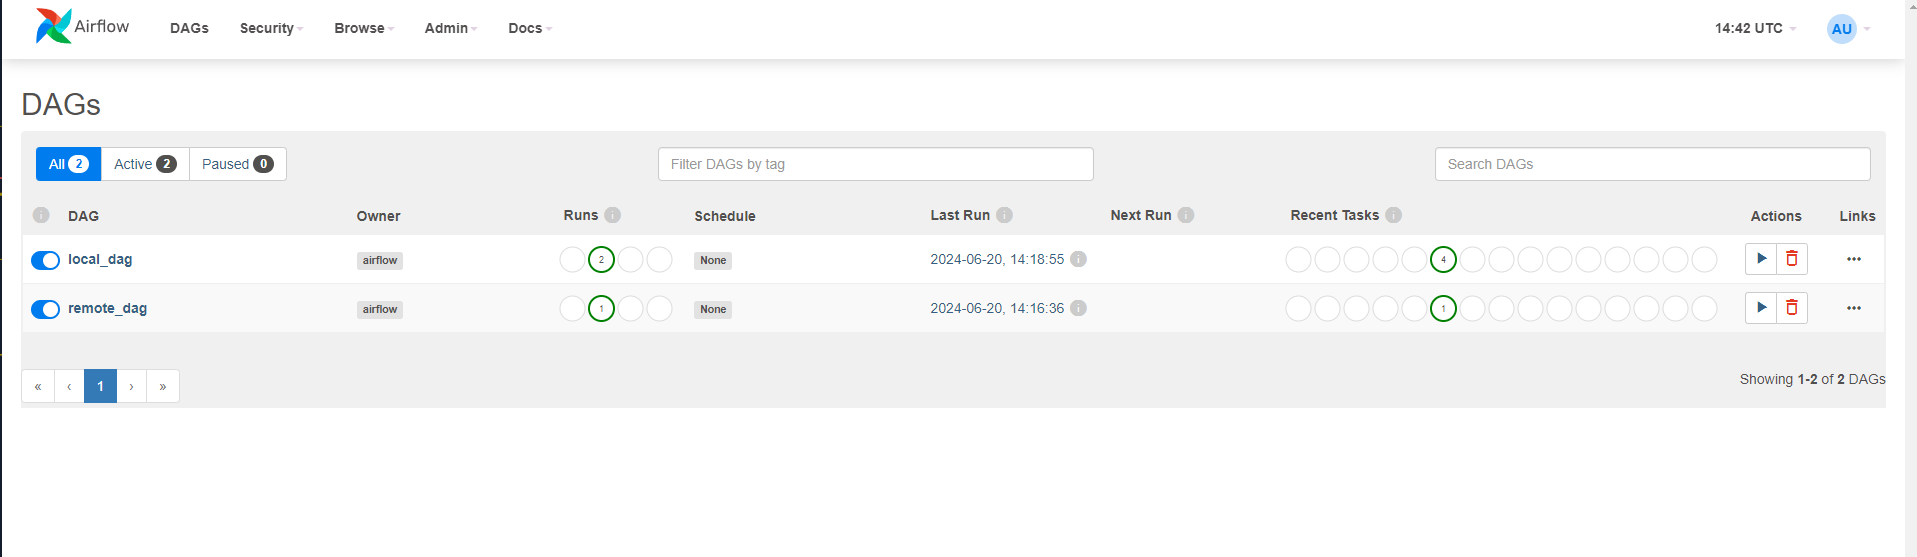 Airflow DAGs Security Browse Admin Docs 14:42 UTC AU
DAGs
All 2 Active 2 Paused 0 Filter DAGs by tag Search DAGs
i DAG Owner Runs i Schedule Last Run i Next Run i Recent Tasks i Actions Links
local_dag airflow 2 None 2024-06-20, 14:18:55 i 4 ···
remote_dag airflow 1 None 2024-06-20, 14:16:36 i 1 ···
« ‹ 1 › » Showing 1-2 of 2 DAGs